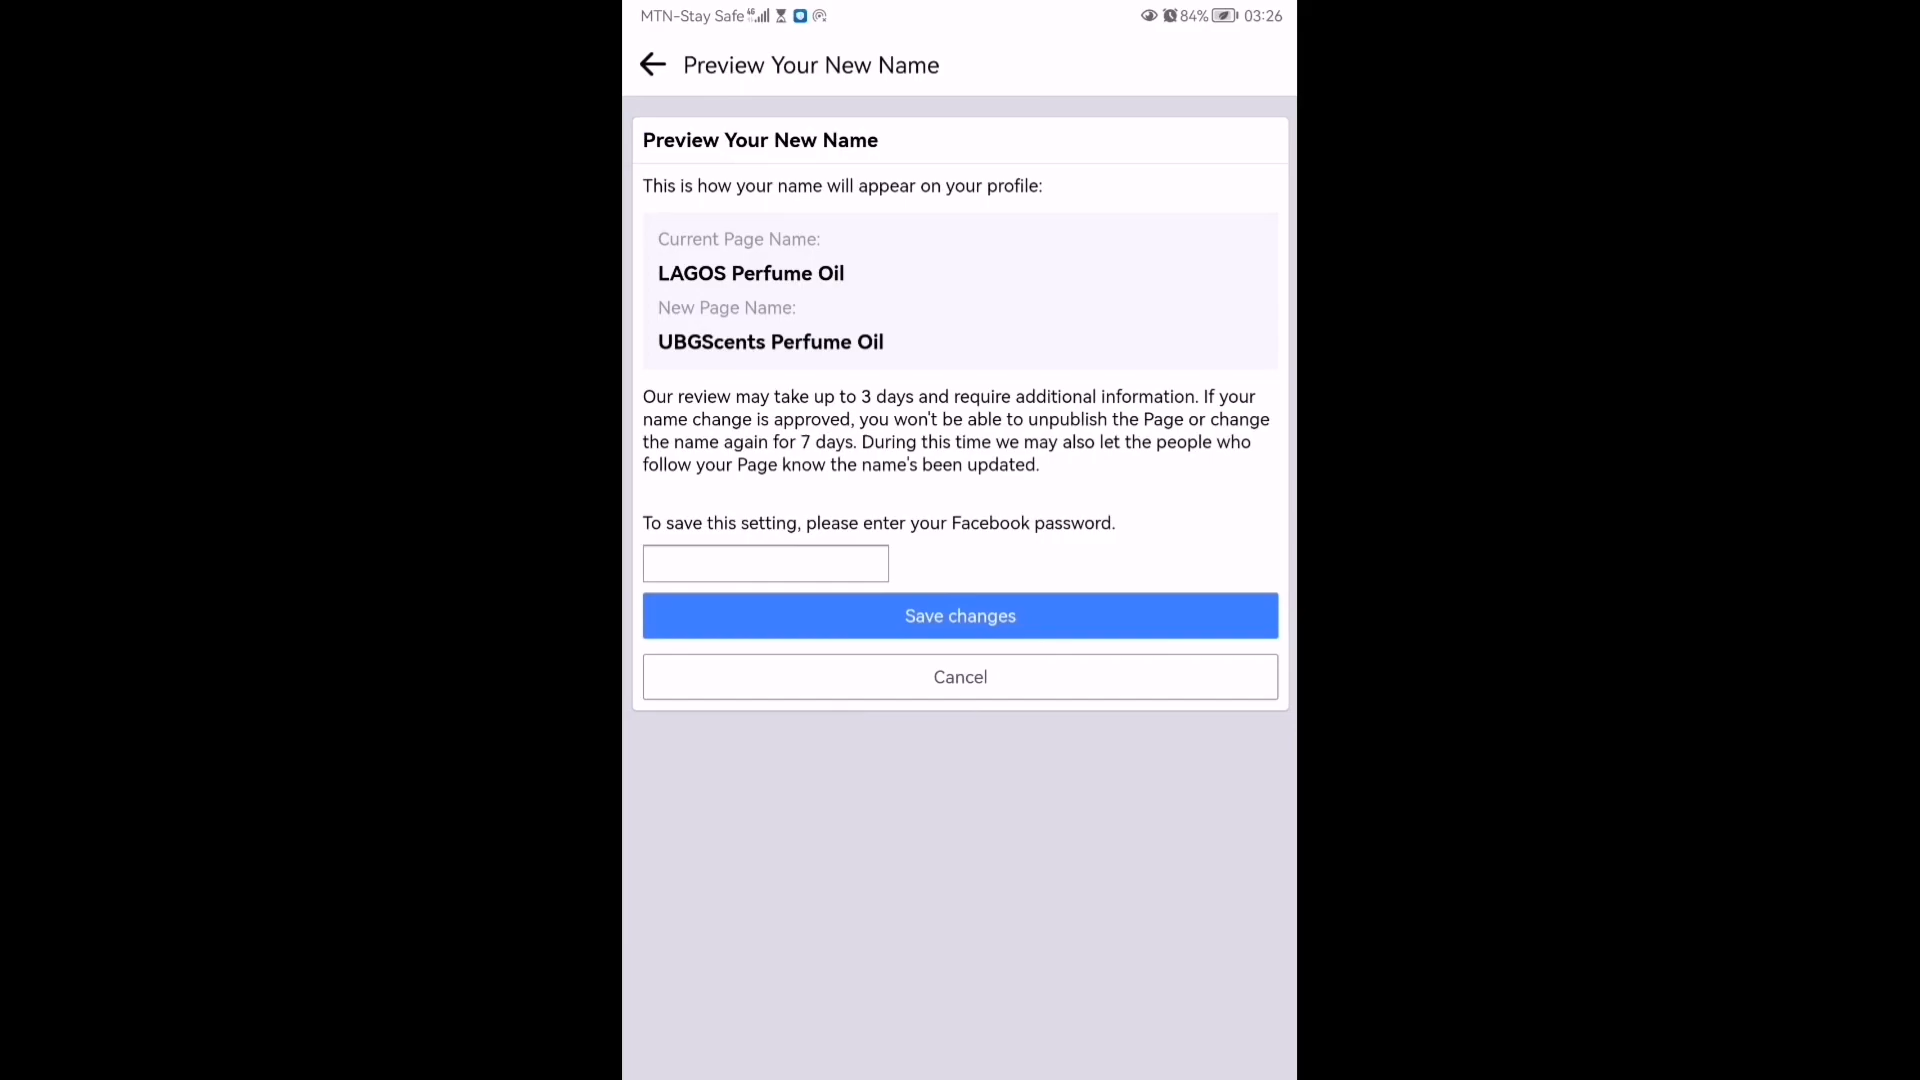 MTN-Stay Safe 4G 84% 03:26
Preview Your New Name
Preview Your New Name
This is how your name will appear on your profile:
Current Page Name:
LAGOS Perfume Oil
New Page Name:
UBGScents Perfume Oil
Our review may take up to 3 days and require additional information. If your
name change is approved, you won't be able to unpublish the Page or change
the name again for 7 days. During this time we may also let the people who
follow your Page know the name's been updated.
To save this setting, please enter your Facebook password.
Save changes
Cancel